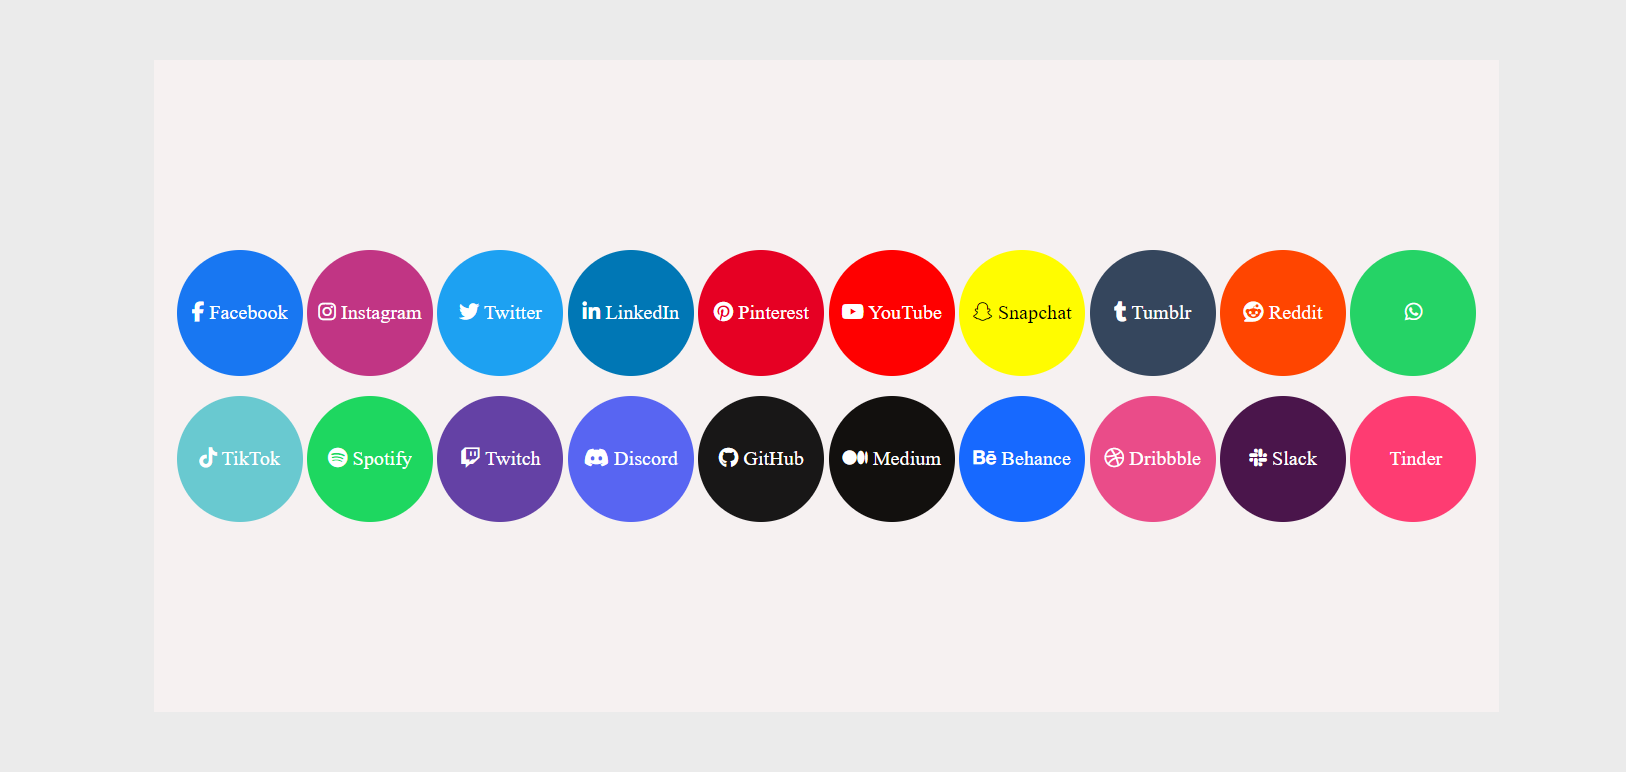 Facebook Instagram Twitter LinkedIn Pinterest YouTube Snapchat Tumblr Reddit
TikTok Spotify Twitch Discord GitHub Medium Behance Dribbble Slack Tinder